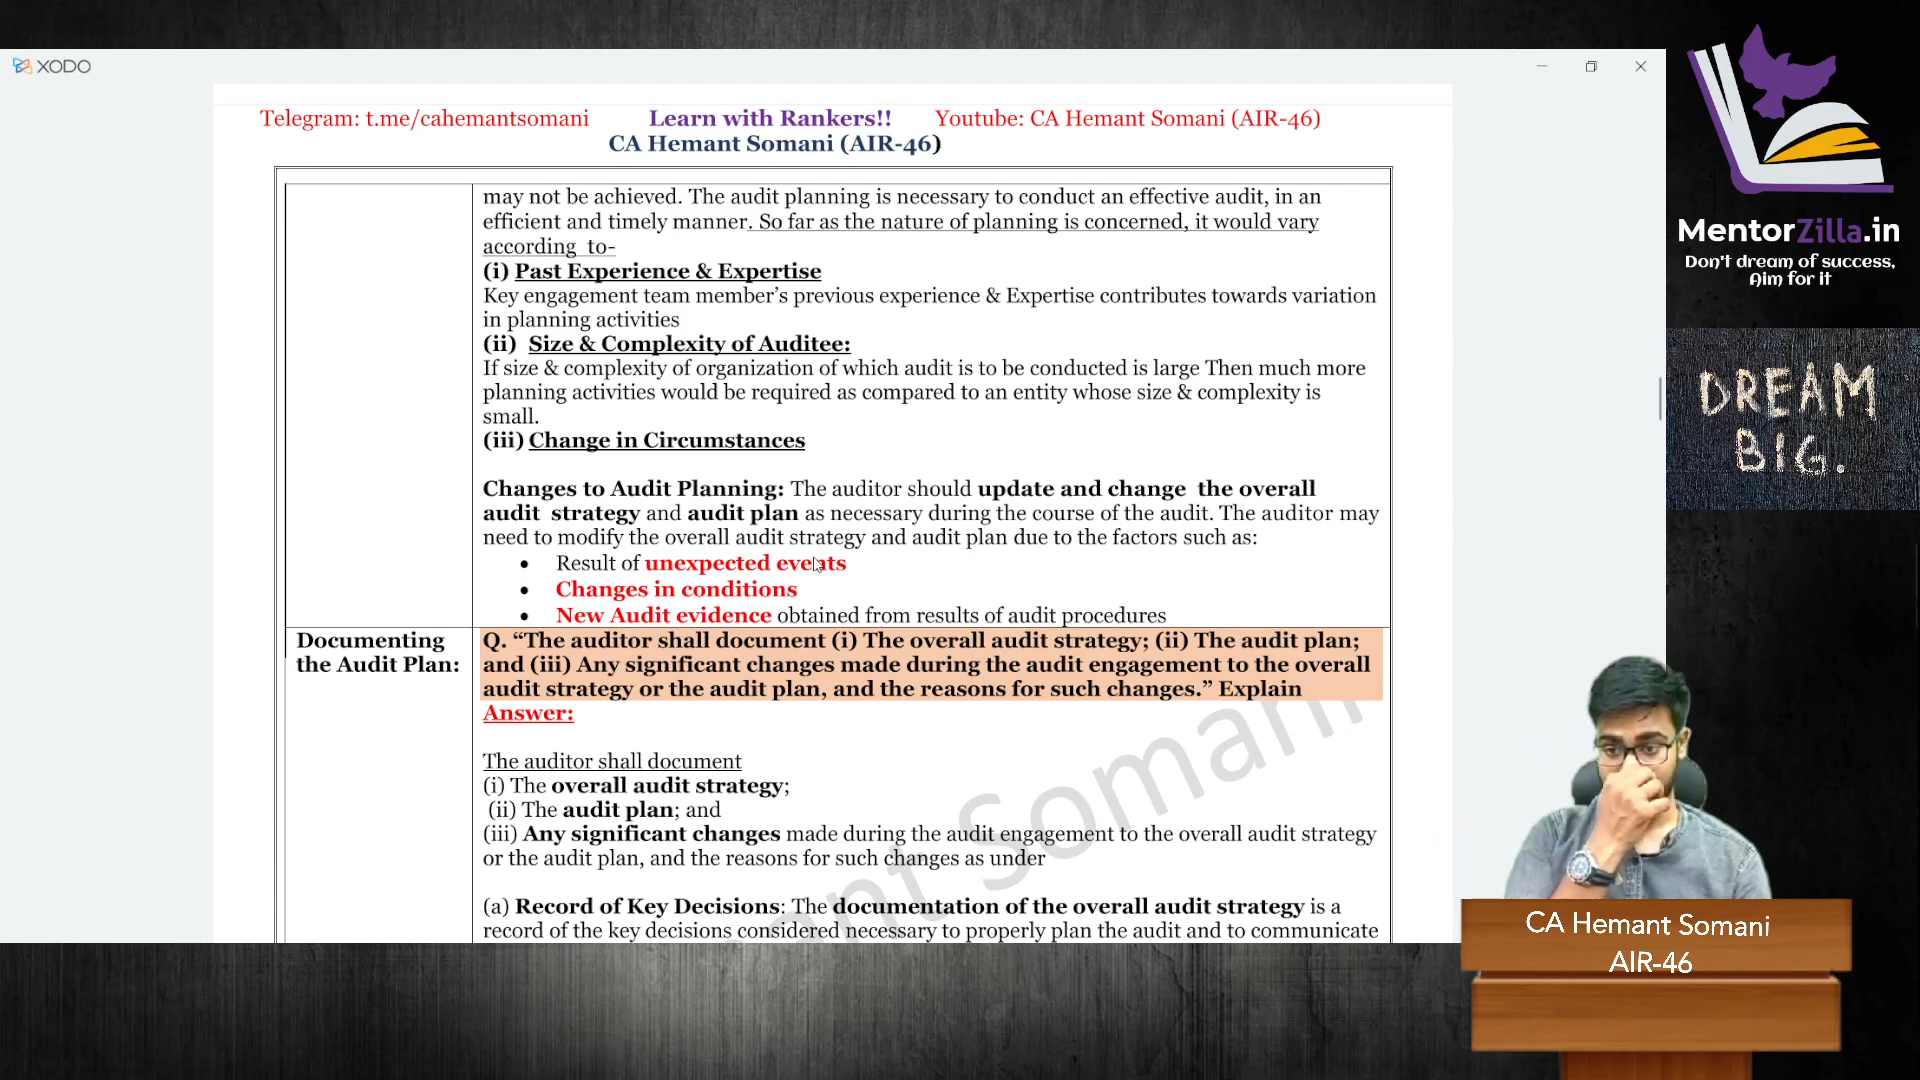 XODO
Telegram: t.me/cahemantsomani Learn with Rankers!! Youtube: CA Hemant Somani (AIR-46)
CA Hemant Somani (AIR-46)
may not be achieved. The audit planning is necessary to conduct an effective audit, in an
efficient and timely manner. So far as the nature of planning is concerned, it would vary
according to-
(i) Past Experience & Expertise
Key engagement team member's previous experience & Expertise contributes towards variation
in planning activities
(ii) Size & Complexity of Auditee:
If size & complexity of organization of which audit is to be conducted is large Then much more
planning activities would be required as compared to an entity whose size & complexity is
small.
(iii) Change in Circumstances
Changes to Audit Planning: The auditor should update and change the overall
audit strategy and audit plan as necessary during the course of the audit. The auditor may
need to modify the overall audit strategy and audit plan due to the factors such as:
• Result of unexpected events
• Changes in conditions
• New Audit evidence obtained from results of audit procedures
Documenting
the Audit Plan:
Q. “The auditor shall document (i) The overall audit strategy; (ii) The audit plan;
and (iii) Any significant changes made during the audit engagement to the overall
audit strategy or the audit plan, and the reasons for such changes.” Explain
Answer:
The auditor shall document
(i) The overall audit strategy;
(ii) The audit plan; and
(iii) Any significant changes made during the audit engagement to the overall audit strategy
or the audit plan, and the reasons for such changes as under
(a) Record of Key Decisions: The documentation of the overall audit strategy is a
record of the key decisions considered necessary to properly plan the audit and to communicate
ant Somani
MentorZilla.in
Don't dream of success,
Aim for it
DREAM
BIG.
CA Hemant Somani
AIR-46